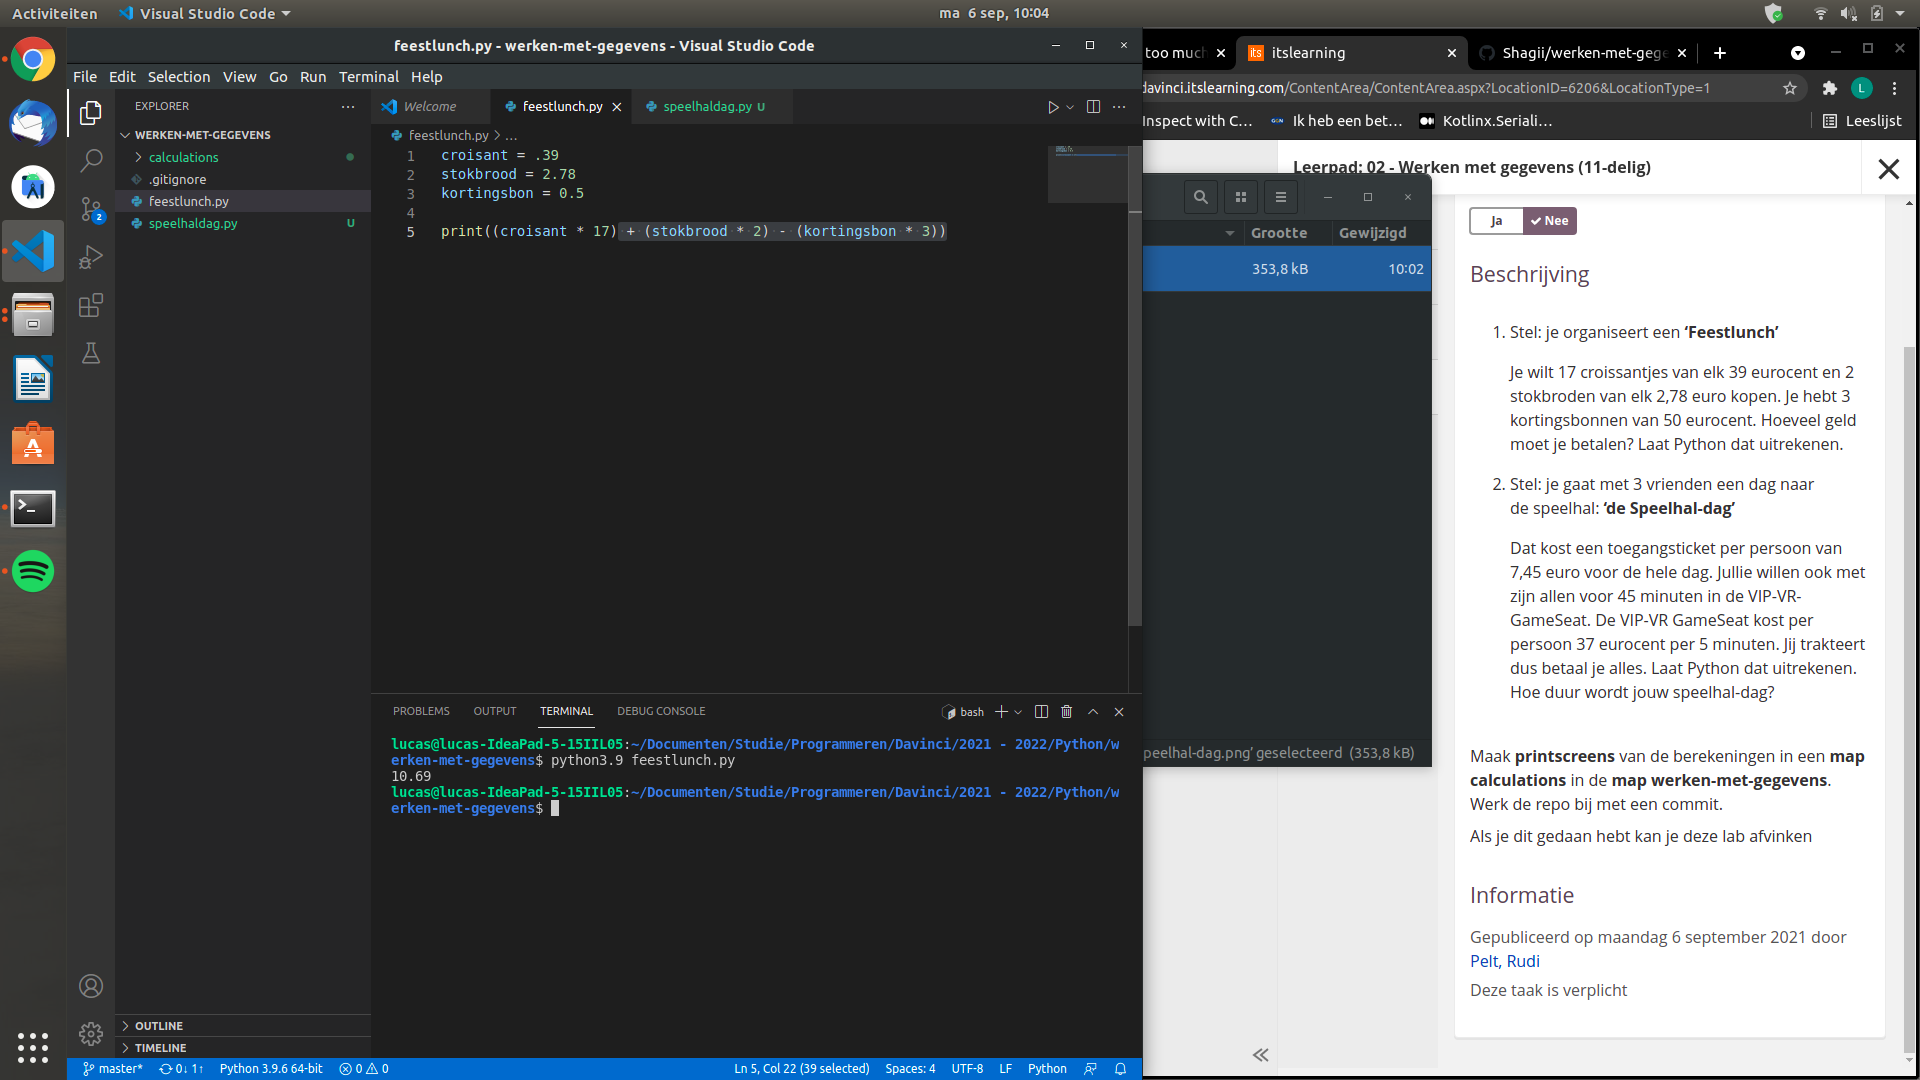 Activiteiten
Visual Studio Code
ma 6 sep, 10:04
feestlunch.py - werken-met-gegevens - Visual Studio Code
File Edit Selection View Go Run Terminal Help
EXPLORER
WERKEN-MET-GEGEVENS
calculations
.gitignore
feestlunch.py
speelhaldag.py U
2
Welcome
feestlunch.py
speelhaldag.py U
feestlunch.py > ...
1 croisant = .39
2 stokbrood = 2.78
3 kortingsbon = 0.5
4
5 print((croisant * 17) + (stokbrood * 2) - (kortingsbon * 3))
PROBLEMS OUTPUT TERMINAL DEBUG CONSOLE
bash
lucas@lucas-IdeaPad-5-15IIL05:~/Documenten/Studie/Programmeren/Davinci/2021 - 2022/Python/w
erken-met-gegevens$ python3.9 feestlunch.py
10.69
lucas@lucas-IdeaPad-5-15IIL05:~/Documenten/Studie/Programmeren/Davinci/2021 - 2022/Python/w
erken-met-gegevens$
OUTLINE
TIMELINE
master* 0↓ 1↑ Python 3.9.6 64-bit 0 0
Ln 5, Col 22 (39 selected) Spaces: 4 UTF-8 LF Python
too much
its itslearning
Shagii/werken-met-gege
davinci.itslearning.com/ContentArea/ContentArea.aspx?LocationID=6206&LocationType=1
L
Inspect with C...
Ik heb een bet...
Kotlinx.Seriali...
Leeslijst
Leerpad: 02 - Werken met gegevens (11-delig)
Grootte Gewijzigd
353,8 kB 10:02
peelhal-dag.png' geselecteerd (353,8 kB)
Ja Nee
Beschrijving
1. Stel: je organiseert een ‘Feestlunch’
Je wilt 17 croissantjes van elk 39 eurocent en 2
stokbroden van elk 2,78 euro kopen. Je hebt 3
kortingsbonnen van 50 eurocent. Hoeveel geld
moet je betalen? Laat Python dat uitrekenen.
2. Stel: je gaat met 3 vrienden een dag naar
de speelhal: ‘de Speelhal-dag’
Dat kost een toegangsticket per persoon van
7,45 euro voor de hele dag. Jullie willen ook met
zijn allen voor 45 minuten in de VIP-VR-
GameSeat. De VIP-VR GameSeat kost per
persoon 37 eurocent per 5 minuten. Jij trakteert
dus betaal je alles. Laat Python dat uitrekenen.
Hoe duur wordt jouw speelhal-dag?
Maak printscreens van de berekeningen in een map
calculations in de map werken-met-gegevens.
Werk de repo bij met een commit.
Als je dit gedaan hebt kan je deze lab afvinken
Informatie
Gepubliceerd op maandag 6 september 2021 door
Pelt, Rudi
Deze taak is verplicht